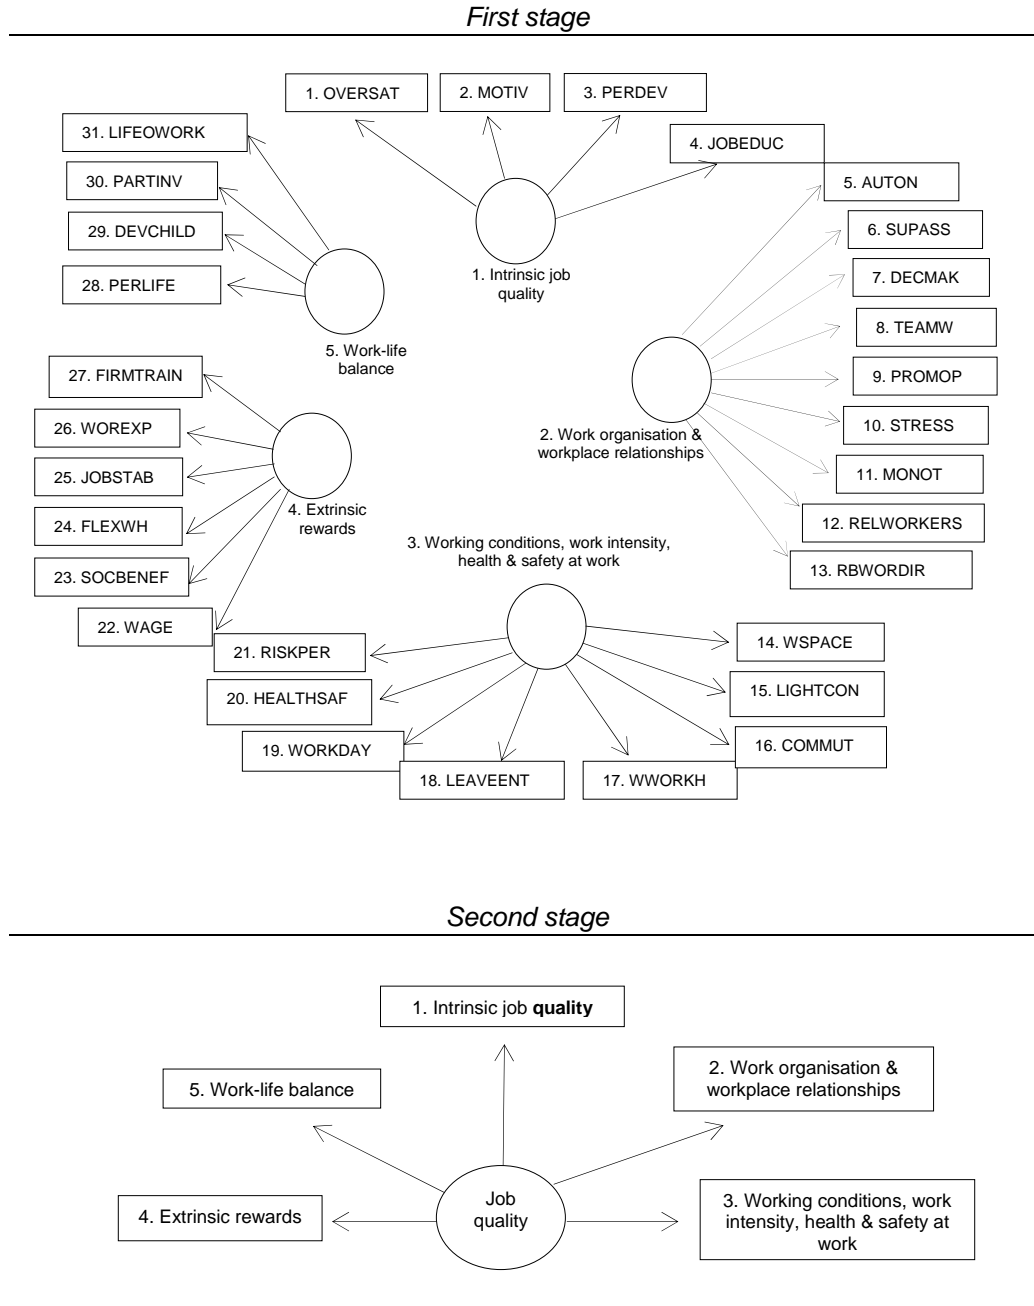 First stage
1. OVERSAT
2. MOTIV
3. PERDEV
4. JOBEDUC
5. AUTON
6. SUPASS
7. DECMAK
8. TEAMW
9. PROMOP
10. STRESS
11. MONOT
12. RELWORKERS
13. RBWORDIR
14. WSPACE
15. LIGHTCON
16. COMMUT
17. WWORKH
18. LEAVEENT
19. WORKDAY
20. HEALTHSAF
21. RISKPER
22. WAGE
23. SOCBENEF
24. FLEXWH
25. JOBSTAB
26. WOREXP
27. FIRMTRAIN
28. PERLIFE
29. DEVCHILD
30. PARTINV
31. LIFEOWORK
1. Intrinsic job
quality
2. Work organisation &
workplace relationships
3. Working conditions, work intensity,
health & safety at work
4. Extrinsic
rewards
5. Work-life
balance
Second stage
1. Intrinsic job quality
2. Work organisation &
workplace relationships
3. Working conditions, work
intensity, health & safety at
work
4. Extrinsic rewards
5. Work-life balance
Job
quality